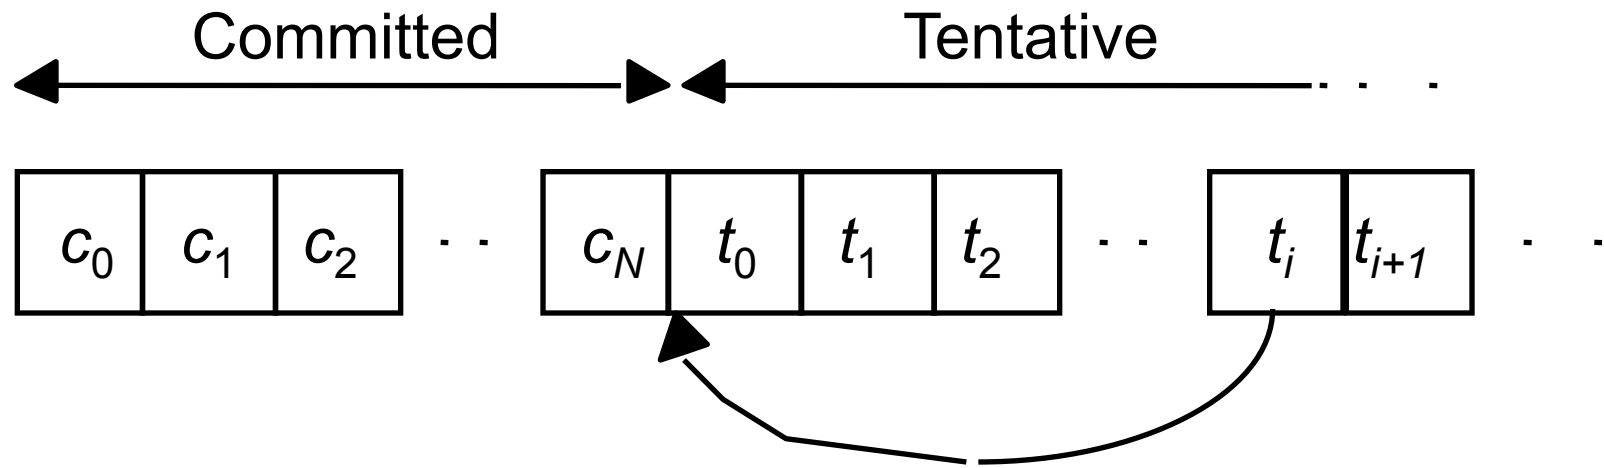 Committed Tentative
c0 c1 c2 . . cN t0 t1 t2 . . ti ti+1 . .